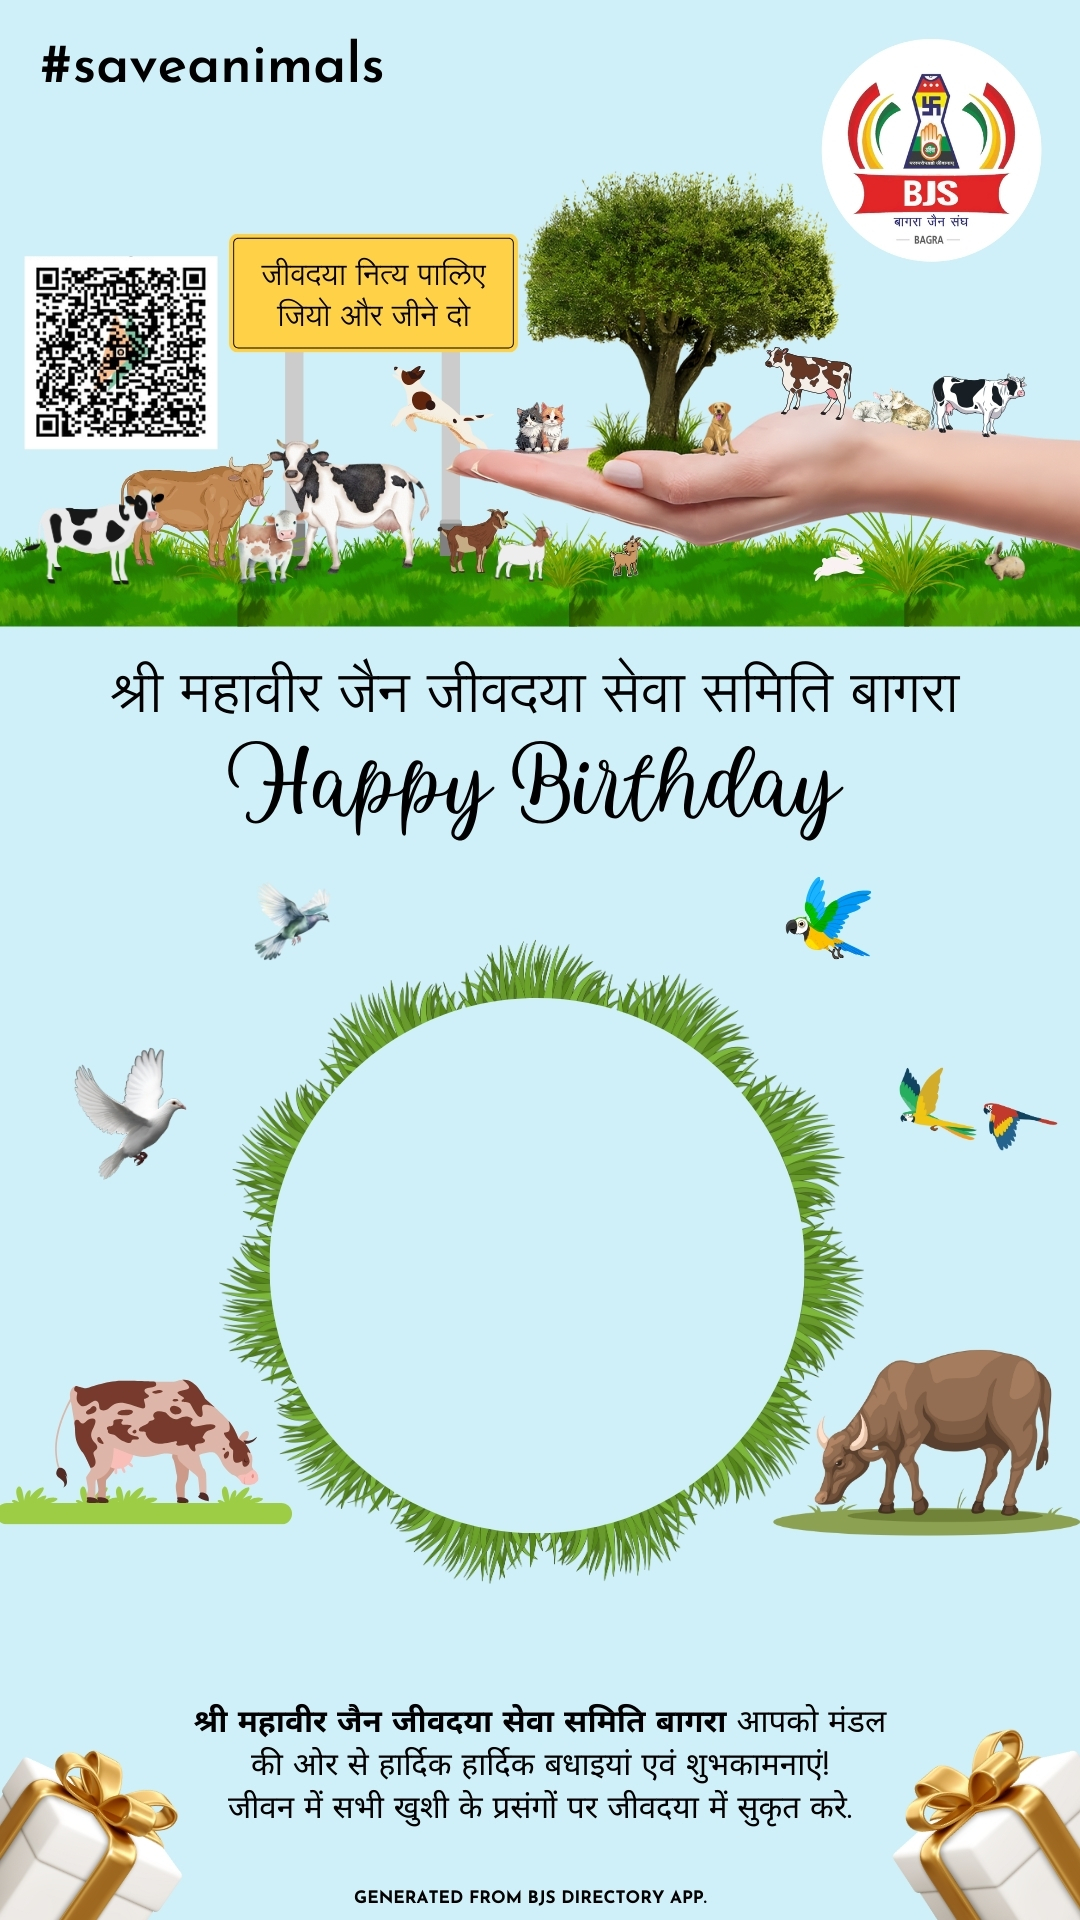 #saveanimals
BJS
बागरा जैन संघ
BAGRA
जीवदया नित्य पालिए
जियो और जीने दो
श्री महावीर जैन जीवदया सेवा समिति बागरा
Happy Birthday
श्री महावीर जैन जीवदया सेवा समिति बागरा आपको मंडल
की ओर से हार्दिक हार्दिक बधाइयां एवं शुभकामनाएं!
जीवन में सभी खुशी के प्रसंगों पर जीवदया में सुकृत करे.
GENERATED FROM BJS DIRECTORY APP.